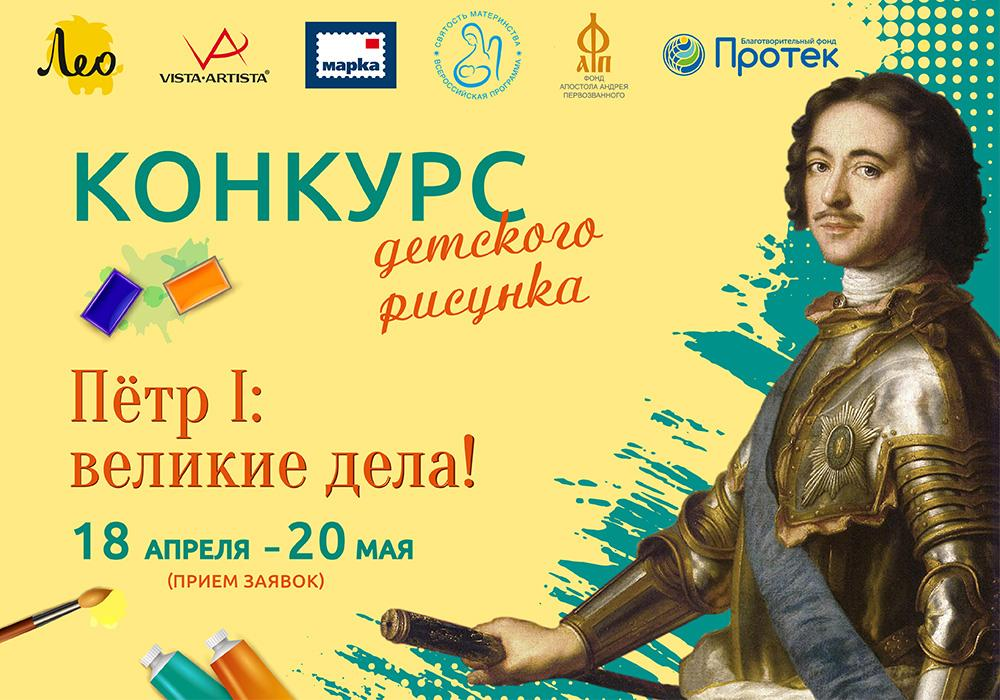 Лео
VISTA·ARTISTA®
марка
СВЯТОСТЬ МАТЕРИНСТВА
ВСЕРОССИЙСКАЯ ПРОГРАММА
ФАП
ФОНД
АПОСТОЛА АНДРЕЯ
ПЕРВОЗВАННОГО
Благотворительный фонд
Протек
КОНКУРС
детского
рисунка
Пётр I:
великие дела!
18 АПРЕЛЯ – 20 МАЯ
(ПРИЕМ ЗАЯВОК)